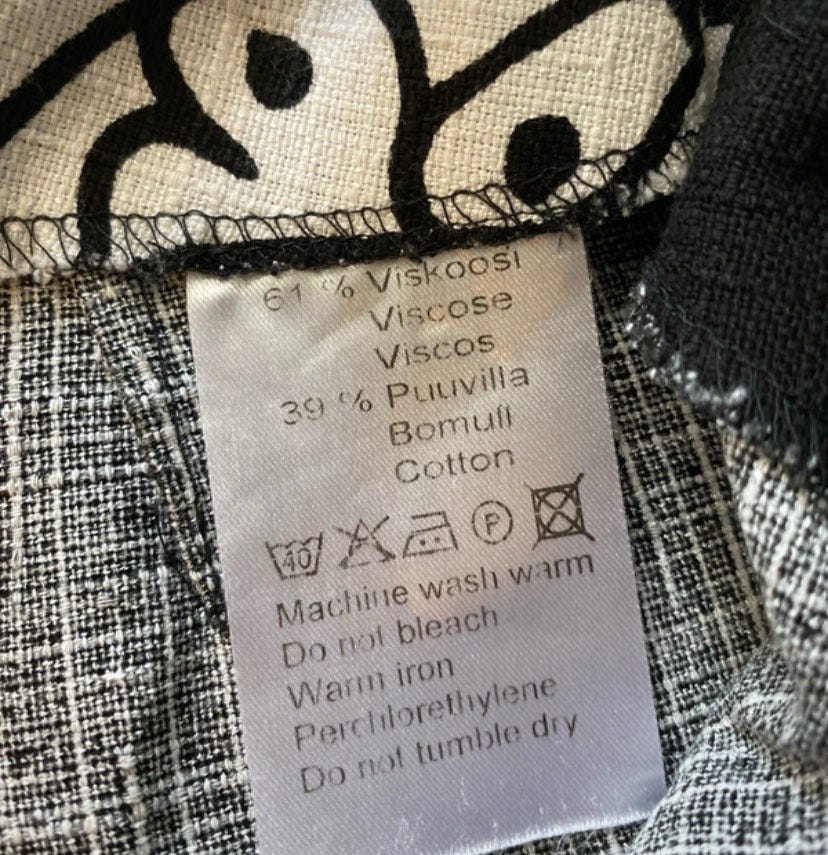 61 % Viskoosi
Viscose
Viscos
39 % Puuvilla
Bomull
Cotton
40 P
Machine wash warm
Do not bleach
Warm iron
Perchlorethylene
Do not tumble dry